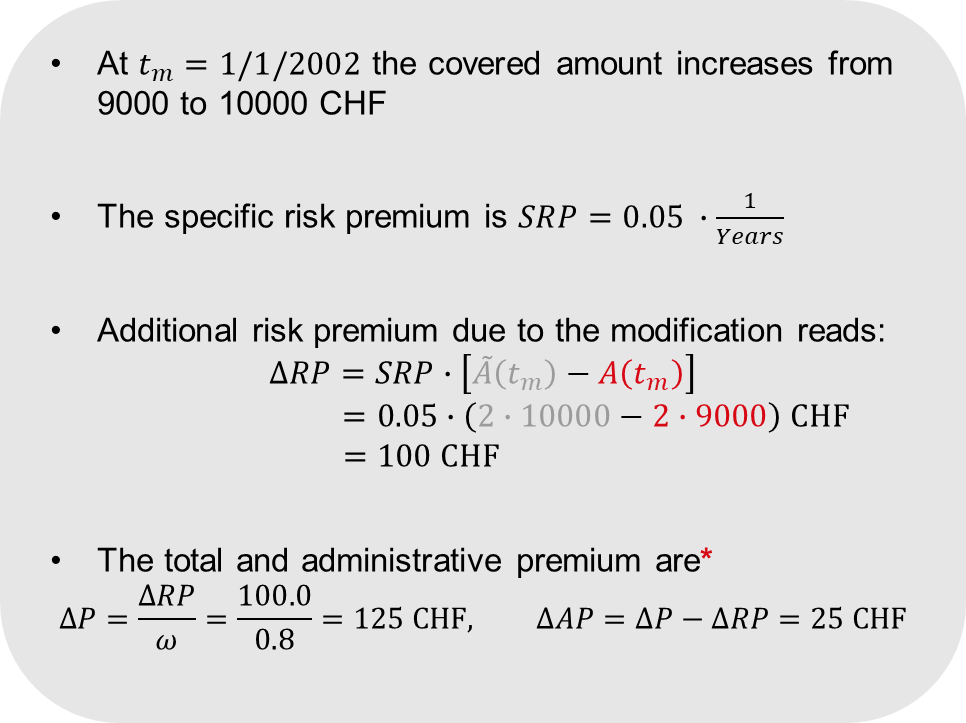 • At 𝑡ₘ = 1/1/2002 the covered amount increases from
9000 to 10000 CHF
• The specific risk premium is 𝑆𝑅𝑃 = 0.05 · 1/𝑌𝑒𝑎𝑟𝑠
• Additional risk premium due to the modification reads:
Δ𝑅𝑃 = 𝑆𝑅𝑃 · [Ã(𝑡ₘ) − 𝐴(𝑡ₘ)]
= 0.05 · (2 · 10000 − 2 · 9000) CHF
= 100 CHF
• The total and administrative premium are*
Δ𝑃 = Δ𝑅𝑃/𝜔 = 100.0/0.8 = 125 CHF, Δ𝐴𝑃 = Δ𝑃 − Δ𝑅𝑃 = 25 CHF